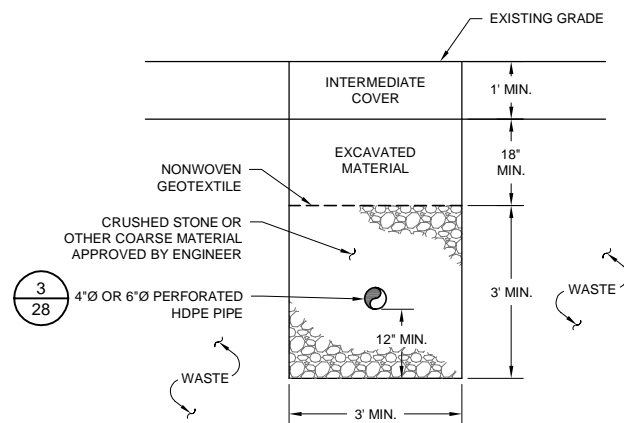 EXISTING GRADE
INTERMEDIATE
COVER
1' MIN.
EXCAVATED
MATERIAL
18"
MIN.
NONWOVEN
GEOTEXTILE
CRUSHED STONE OR
OTHER COARSE MATERIAL
APPROVED BY ENGINEER
3
28
4"Ø OR 6"Ø PERFORATED
HDPE PIPE
3' MIN.
WASTE
12" MIN.
WASTE
3' MIN.